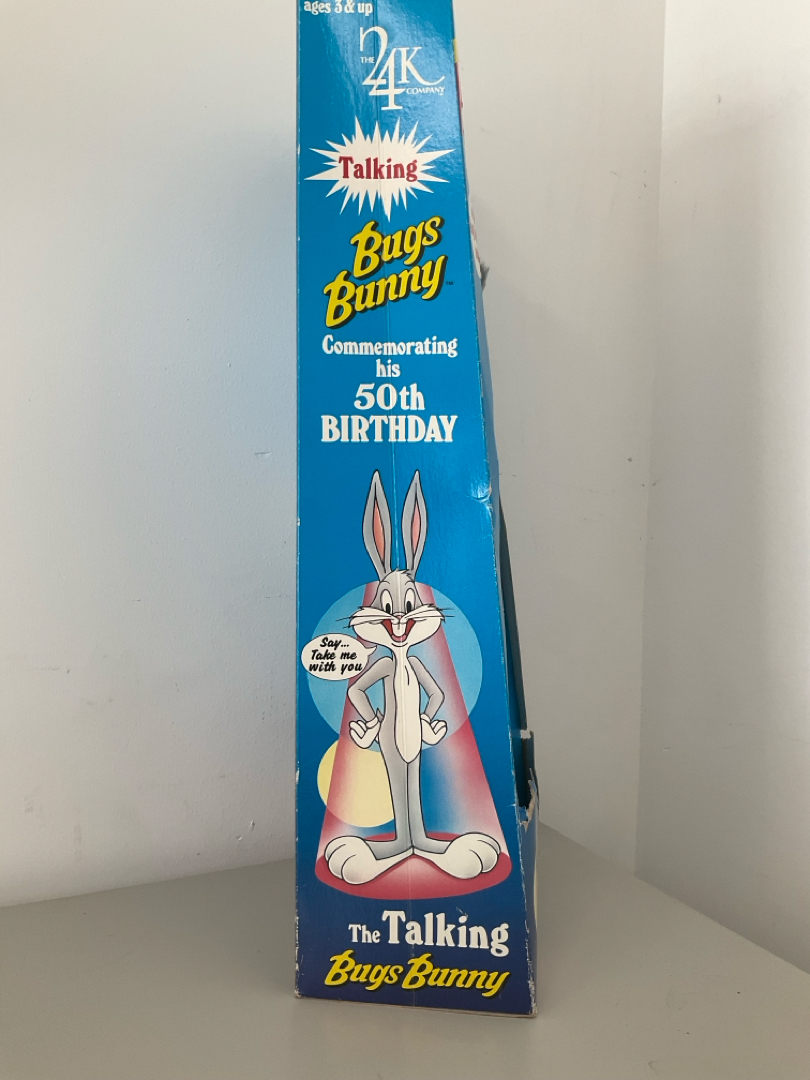 ages 3 & up
THE 24K
COMPANY
Talking
Bugs
Bunny™
Commemorating
his
50th
BIRTHDAY
Say...
Take me
with you
The Talking
Bugs Bunny